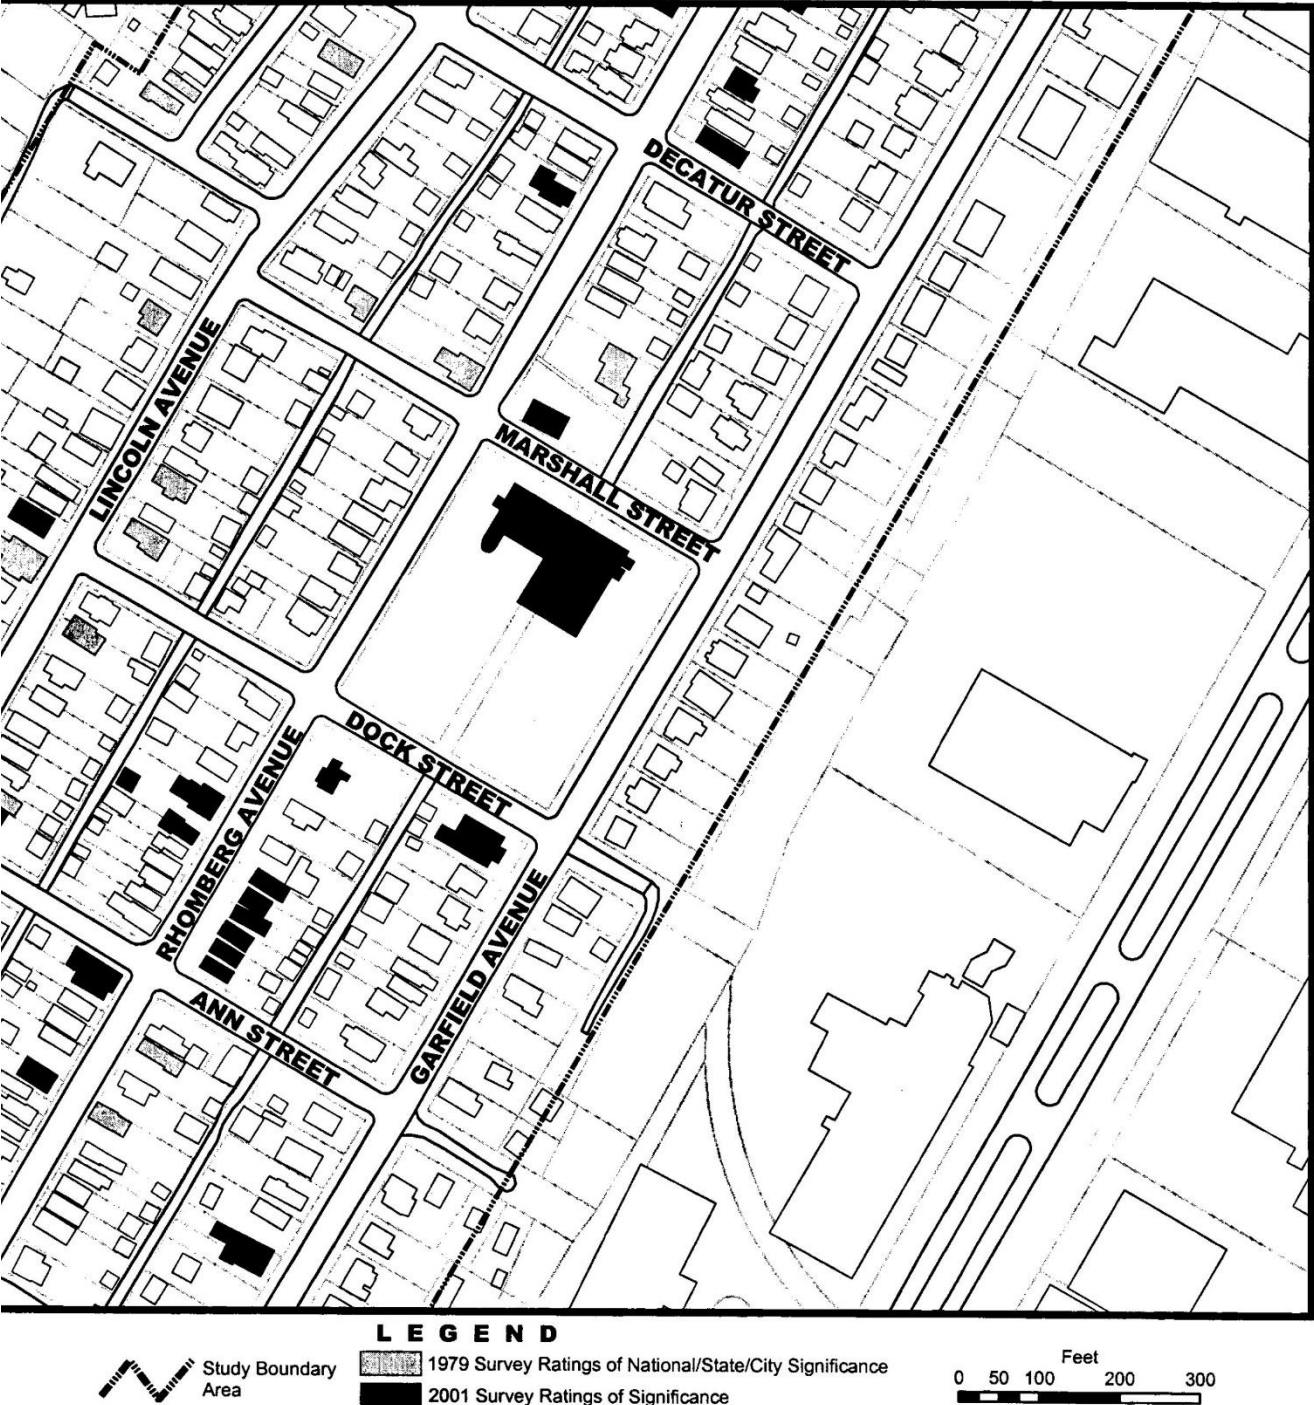 DECATUR STREET
LINCOLN AVENUE
MARSHALL STREET
DOCK STREET
RHOMBERG AVENUE
GARFIELD AVENUE
ANN STREET
LEGEND
Study Boundary
Area
1979 Survey Ratings of National/State/City Significance
2001 Survey Ratings of Significance
Feet
0 50 100 200 300